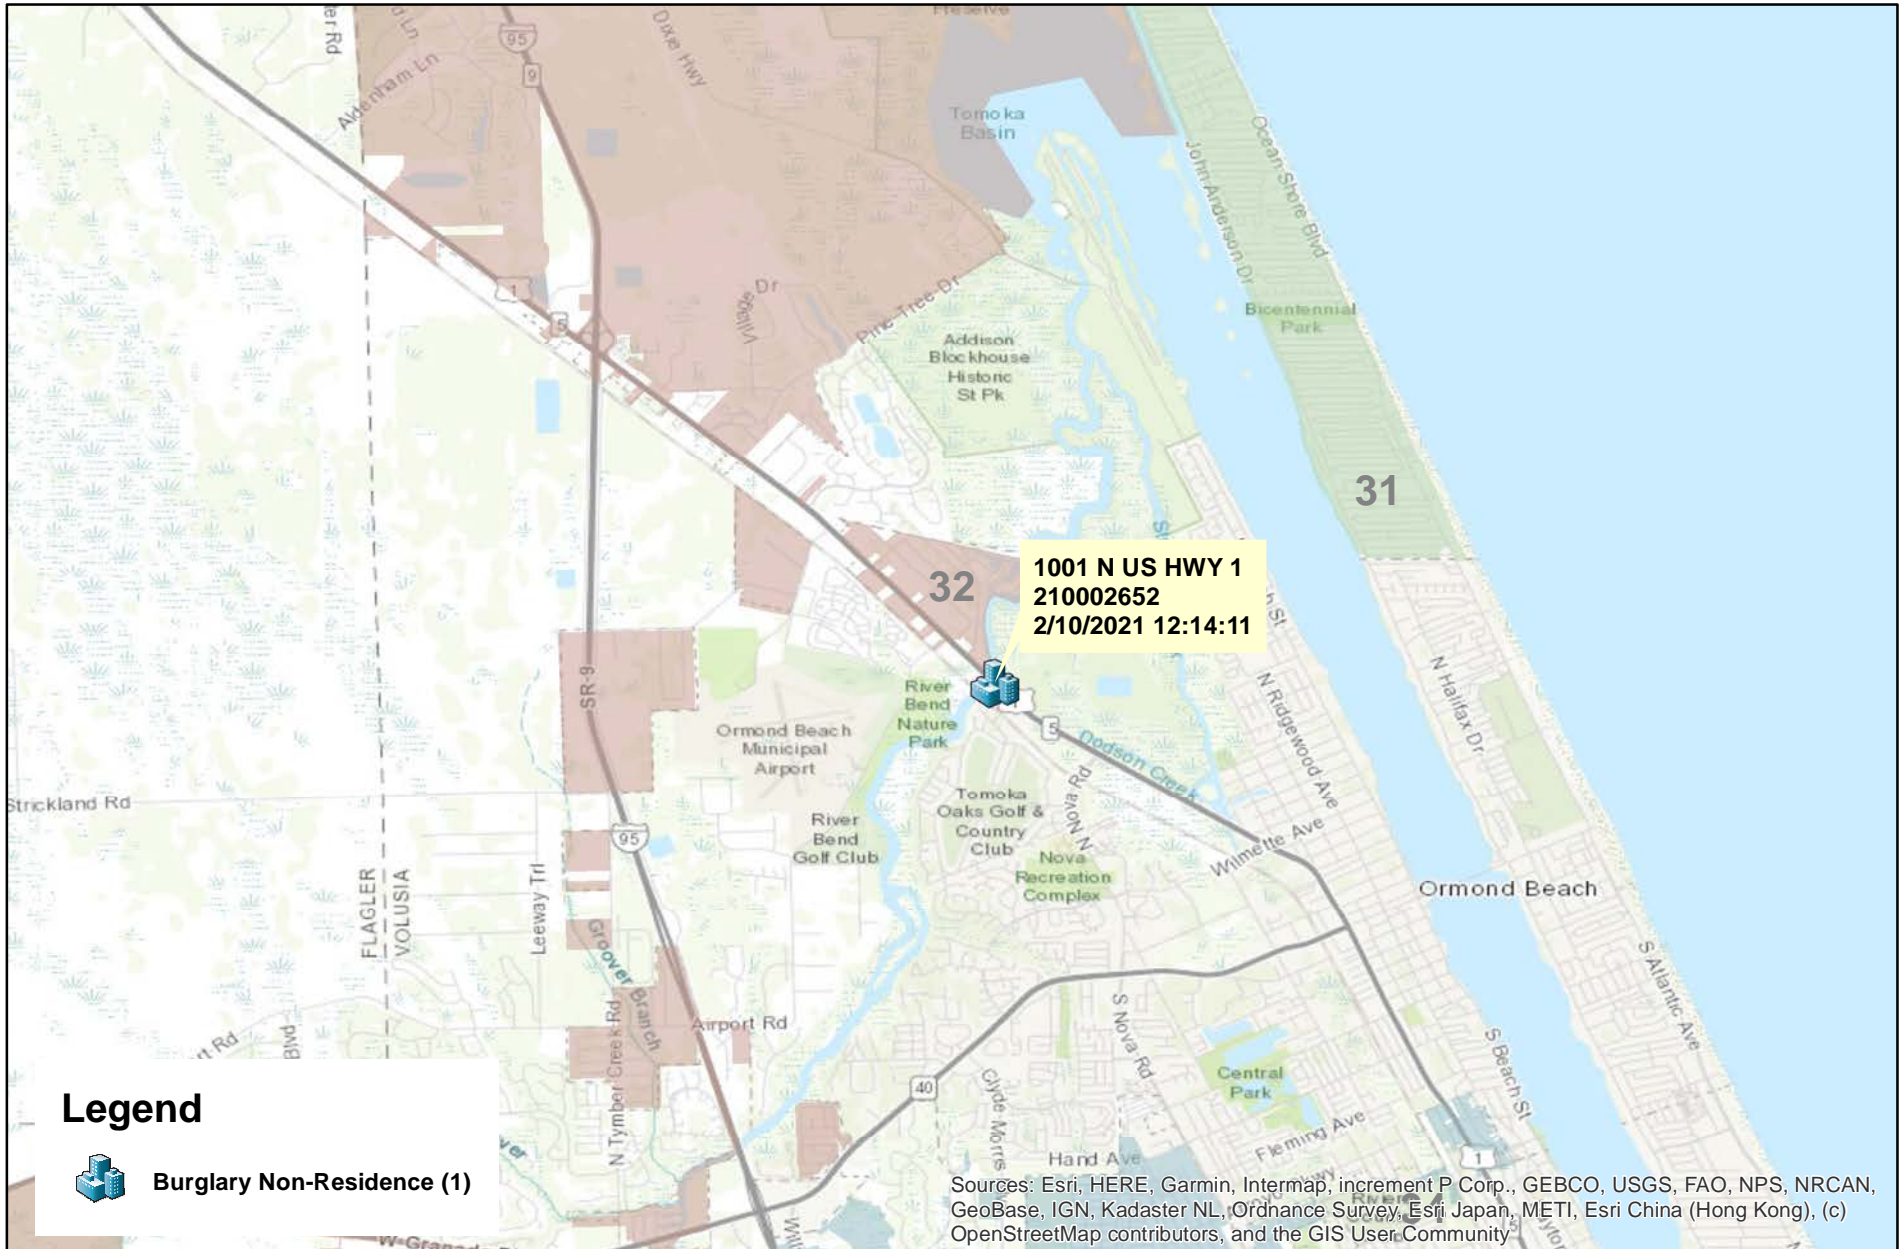 Preserve
95
9
Aldenham Ln
Dixie Hwy
Tomoka
Basin
Ocean Shore Blvd
John Anderson Dr
1
5
Village Dr
Pine Tree Dr
Bicentennial
Park
Addison
Blockhouse
Historic
St Pk
31
32
1001 N US HWY 1
210002652
2/10/2021 12:14:11
SR-9
River
Bend
Nature
Park
Ormond Beach
Municipal
Airport
5
Dodson Creek
N Ridgewood Ave
N Halifax Dr
Strickland Rd
Tomoka
Oaks Golf &
Country
Club
N Nova Rd
River
Bend
Golf Club
95
Nova
Recreation
Complex
Wilmette Ave
Ormond Beach
FLAGLER
VOLUSIA
Leeway Trl
Groover Branch
N Tymber Creek Rd
Airport Rd
S Nova Rd
S Atlantic Ave
S Beach St
Blvd
40
Clyde Morris
Central
Park
Fleming Ave
Hand Ave
1
Legend
Burglary Non-Residence (1)
Sources: Esri, HERE, Garmin, Intermap, increment P Corp., GEBCO, USGS, FAO, NPS, NRCAN,
GeoBase, IGN, Kadaster NL, Ordnance Survey, Esri Japan, METI, Esri China (Hong Kong), (c)
OpenStreetMap contributors, and the GIS User Community